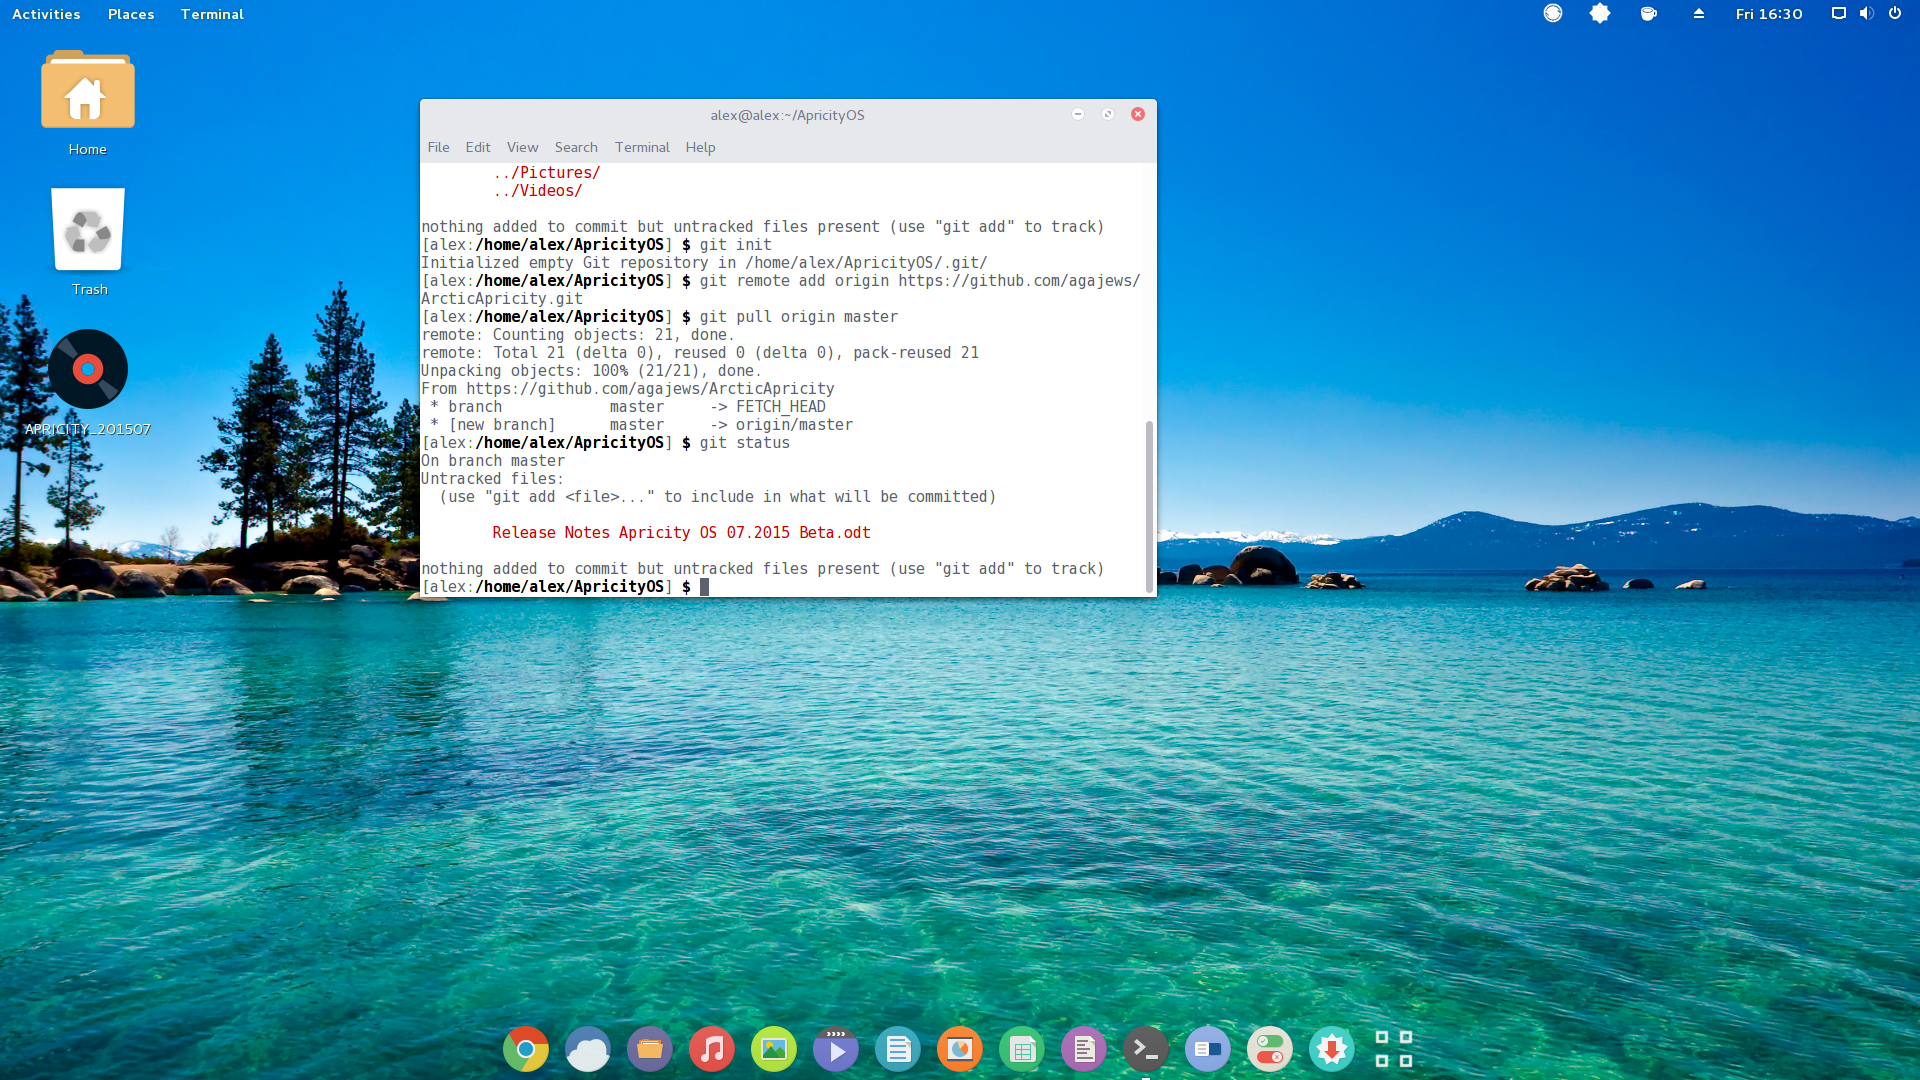 Activities Places Terminal Fri 16:30
Home
Trash
APRICITY_201507
alex@alex:~/ApricityOS
File Edit View Search Terminal Help
../Pictures/
../Videos/
nothing added to commit but untracked files present (use "git add" to track)
[alex:/home/alex/ApricityOS] $ git init
Initialized empty Git repository in /home/alex/ApricityOS/.git/
[alex:/home/alex/ApricityOS] $ git remote add origin https://github.com/agajews/
ArcticApricity.git
[alex:/home/alex/ApricityOS] $ git pull origin master
remote: Counting objects: 21, done.
remote: Total 21 (delta 0), reused 0 (delta 0), pack-reused 21
Unpacking objects: 100% (21/21), done.
From https://github.com/agajews/ArcticApricity
* branch master -> FETCH_HEAD
* [new branch] master -> origin/master
[alex:/home/alex/ApricityOS] $ git status
On branch master
Untracked files:
(use "git add <file>..." to include in what will be committed)
Release Notes Apricity OS 07.2015 Beta.odt
nothing added to commit but untracked files present (use "git add" to track)
[alex:/home/alex/ApricityOS] $